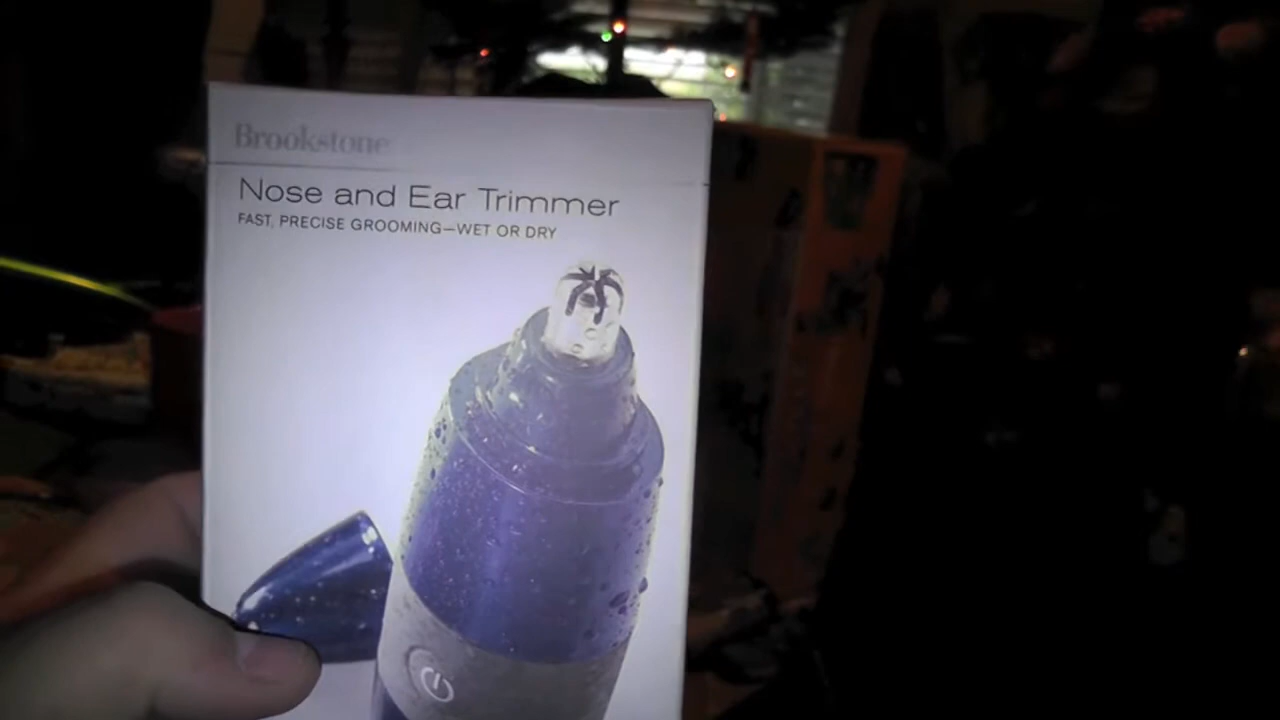 Brookstone
Nose and Ear Trimmer
FAST, PRECISE GROOMING—WET OR DRY